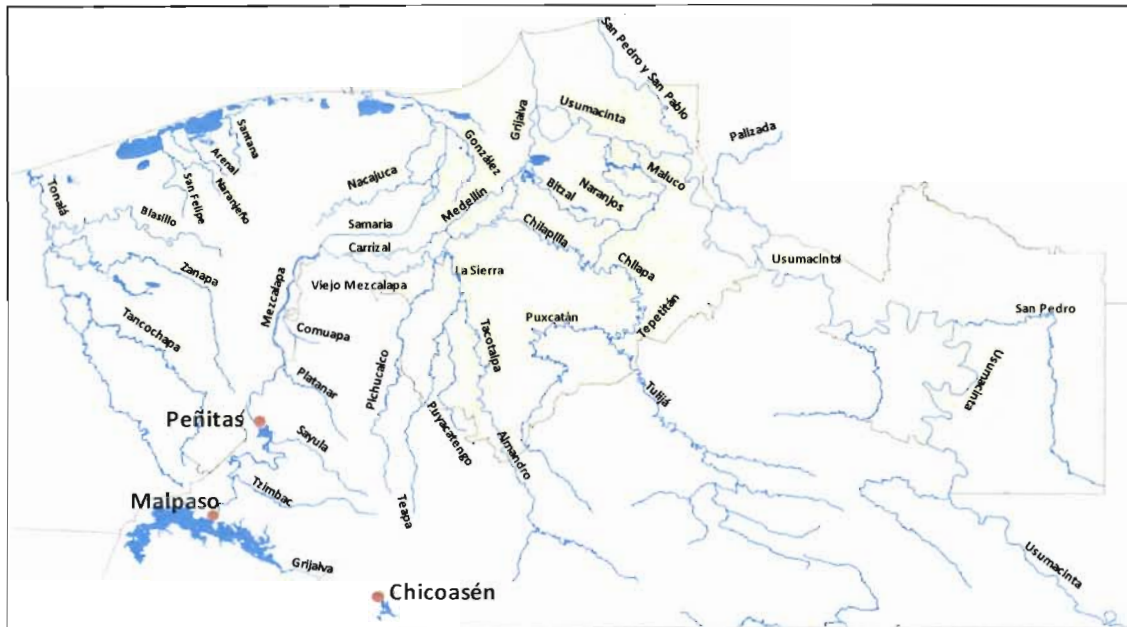 San Pedro y San Pablo
Grijalva
Usumacinta
Palizada
Santana
Arenal
Naranjeño
San Felipe
González
Nacajuca
Maluco
Naranjos
Bitzal
Tonalá
Blasillo
Medellín
Samaria
Carrizal
Chilapilla
Chilapa
Usumacinta
Zanapa
Mezcalapa
La Sierra
Viejo Mezcalapa
Tancochapa
Comuapa
Tacotalpa
Puxcatán
Tepetitán
San Pedro
Usumacinta
Platanar
Pichucalco
Puyacatengo
Tulijá
Peñitas
Sayula
Almandro
Tzimbac
Teapa
Malpaso
Grijalva
Usumacinta
Chicoasén